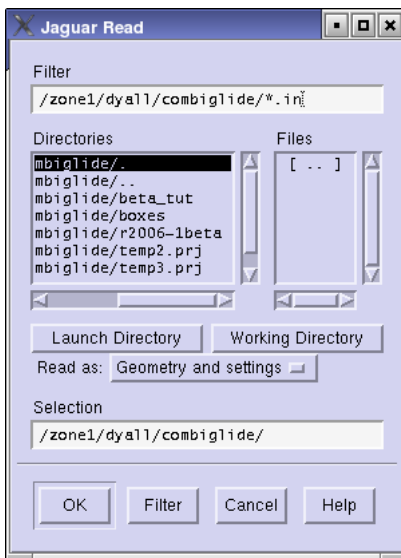 Jaguar Read
Filter
/zone1/dyall/combiglide/*.in
Directories
Files
mbiglide/.
[ .. ]
mbiglide/..
mbiglide/beta_tut
mbiglide/boxes
mbiglide/r2006-1beta
mbiglide/temp2.prj
mbiglide/temp3.prj
Launch Directory
Working Directory
Read as: Geometry and settings
Selection
/zone1/dyall/combiglide/
OK
Filter
Cancel
Help